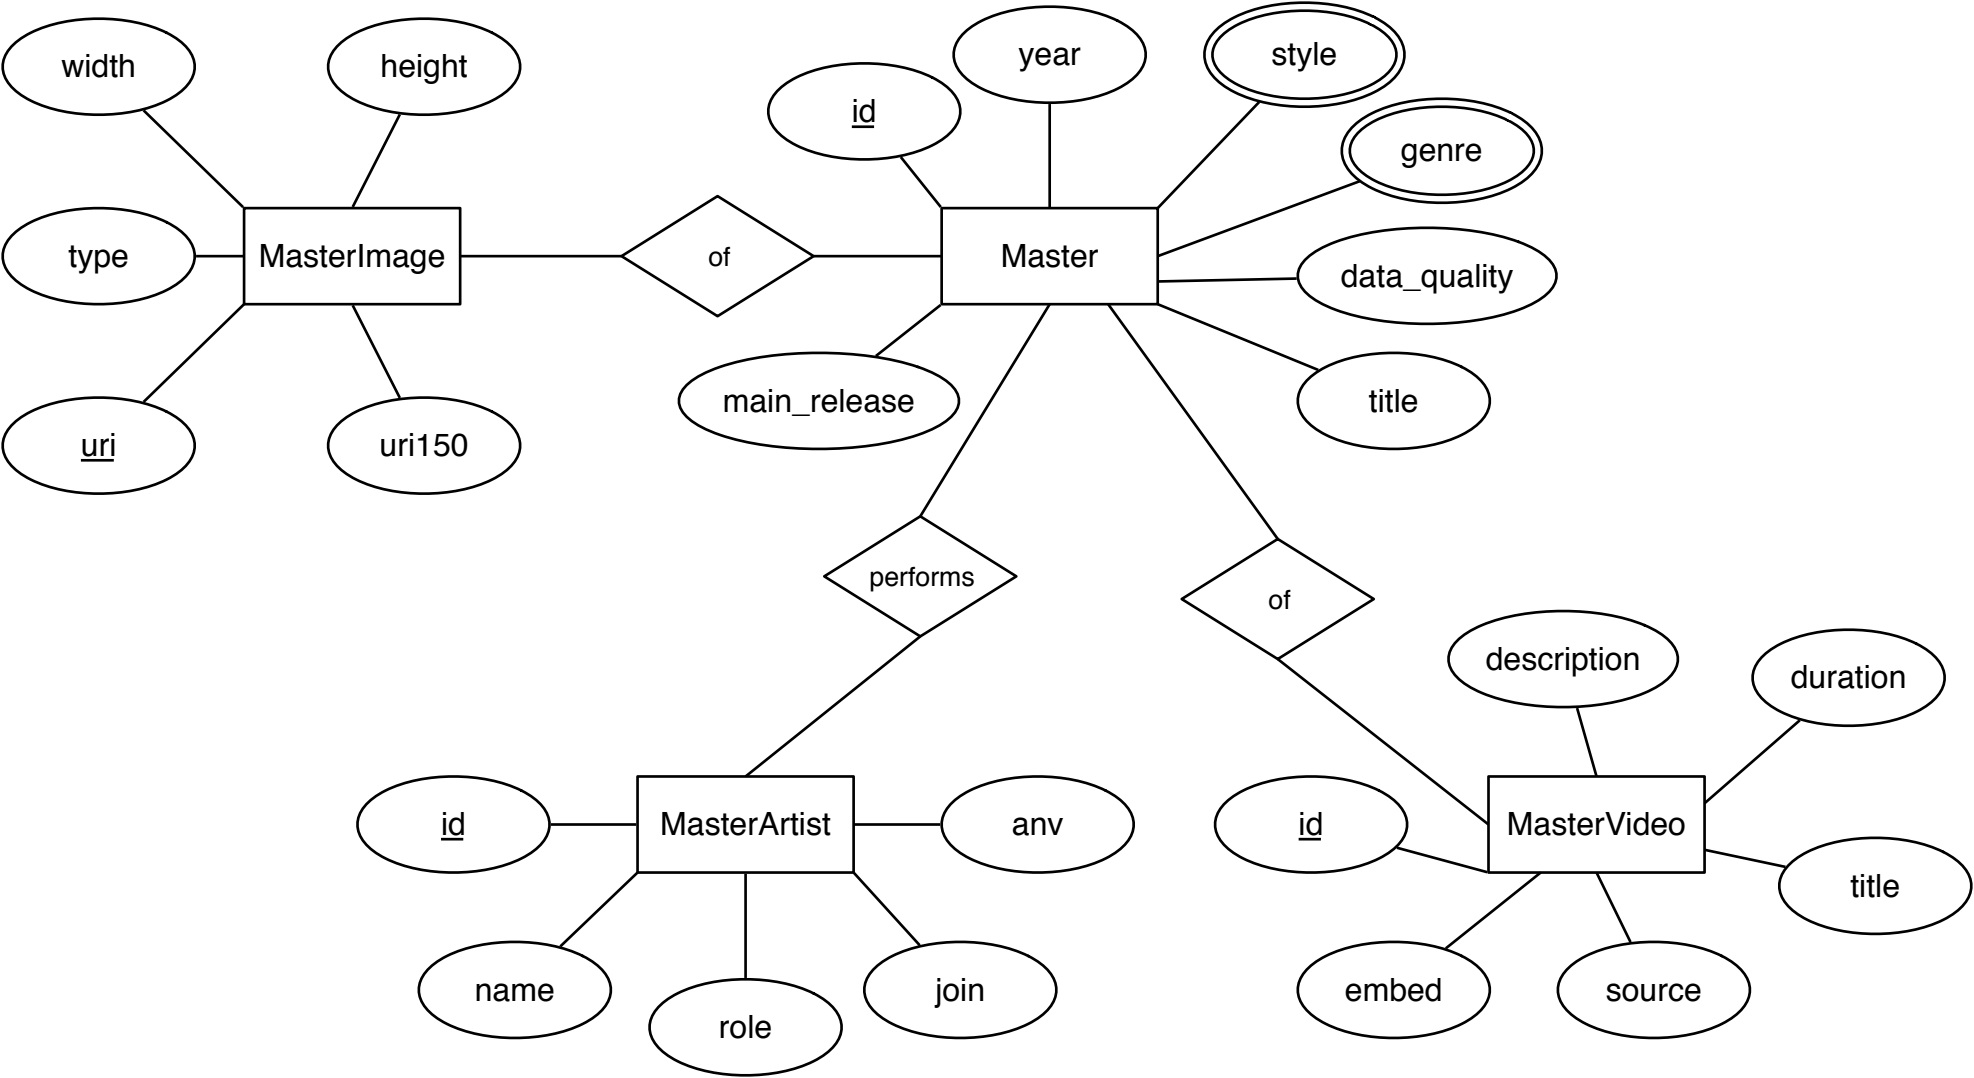 width
height
year
style
id
genre
type
MasterImage
of
Master
data_quality
main_release
title
uri
uri150
performs
of
description
duration
id
MasterArtist
anv
id
MasterVideo
title
name
role
join
embed
source